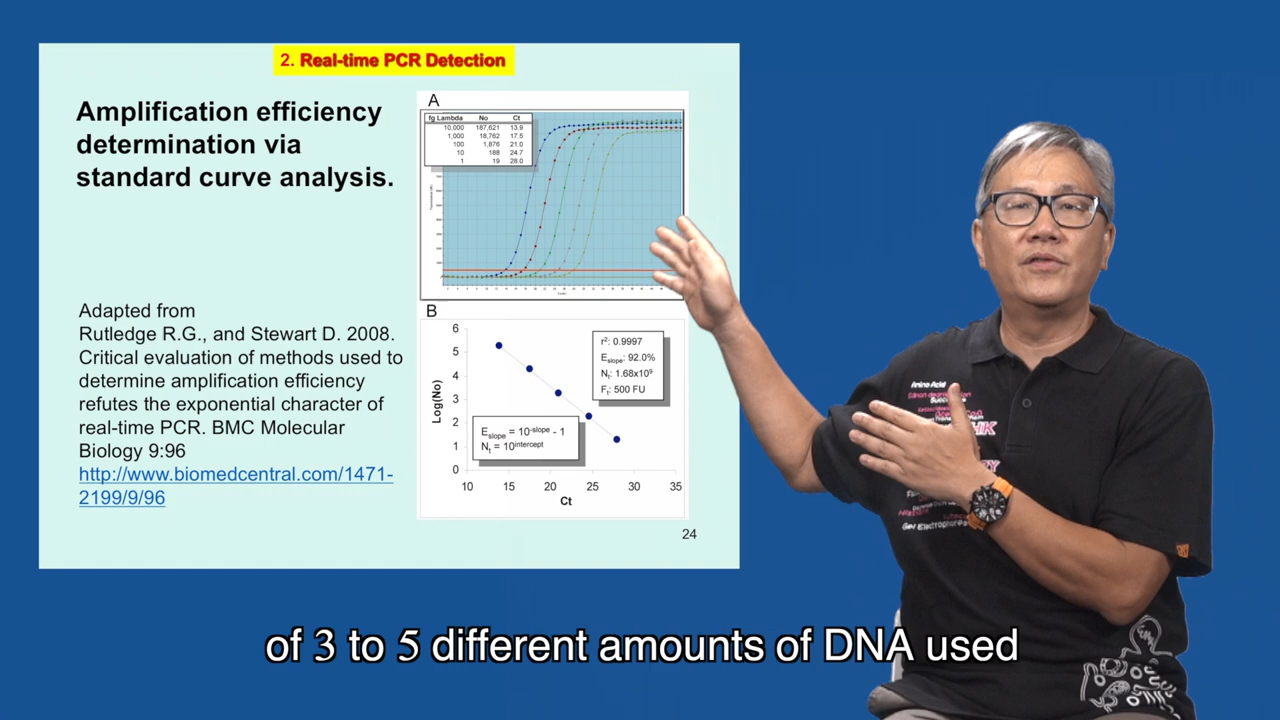 2. Real-time PCR Detection
Amplification efficiency
determination via
standard curve analysis.
Adapted from
Rutledge R.G., and Stewart D. 2008.
Critical evaluation of methods used to
determine amplification efficiency
refutes the exponential character of
real-time PCR. BMC Molecular
Biology 9:96
http://www.biomedcentral.com/1471-
2199/9/96
A
fg Lambda No Ct
10,000 187,621 13.9
1,000 18,762 17.5
100 1,876 21.0
10 188 24.7
1 19 28.0
B
Log(No)
6
5
4
3
2
1
0
r²: 0.9997
Eslope: 92.0%
Nt: 1.68x10⁹
Ft: 500 FU
Eslope = 10^-slope - 1
Nt = 10^intercept
10 15 20 25 30 35
Ct
24
Amino Acid
HK
of 3 to 5 different amounts of DNA used